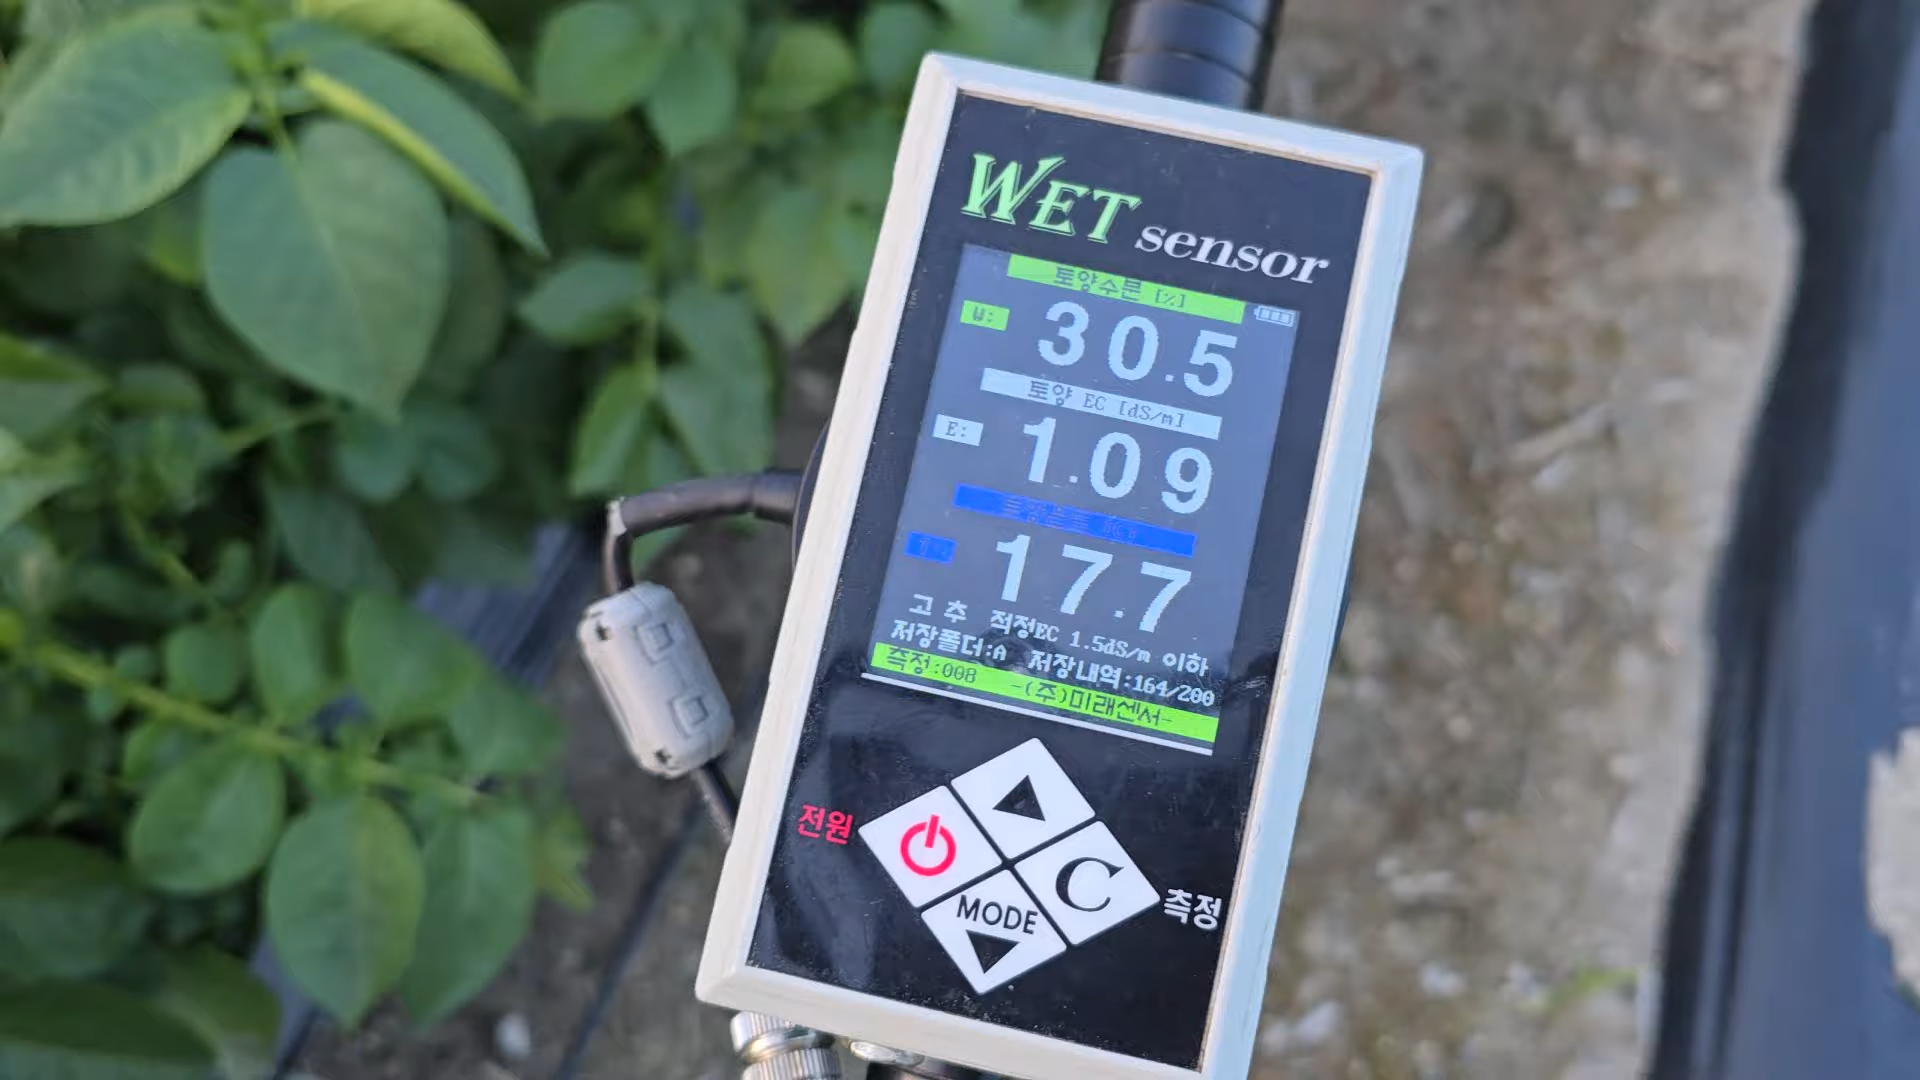 WET sensor
토양수분 [%]
W: 30.5
토양 EC [dS/m]
E: 1.09
17.7
고 추 적정EC 1.5dS/m 이하
저장폴더:A 저장내역:164/200
측정:008 -(주)미래센서-
전원
MODE
C
측정